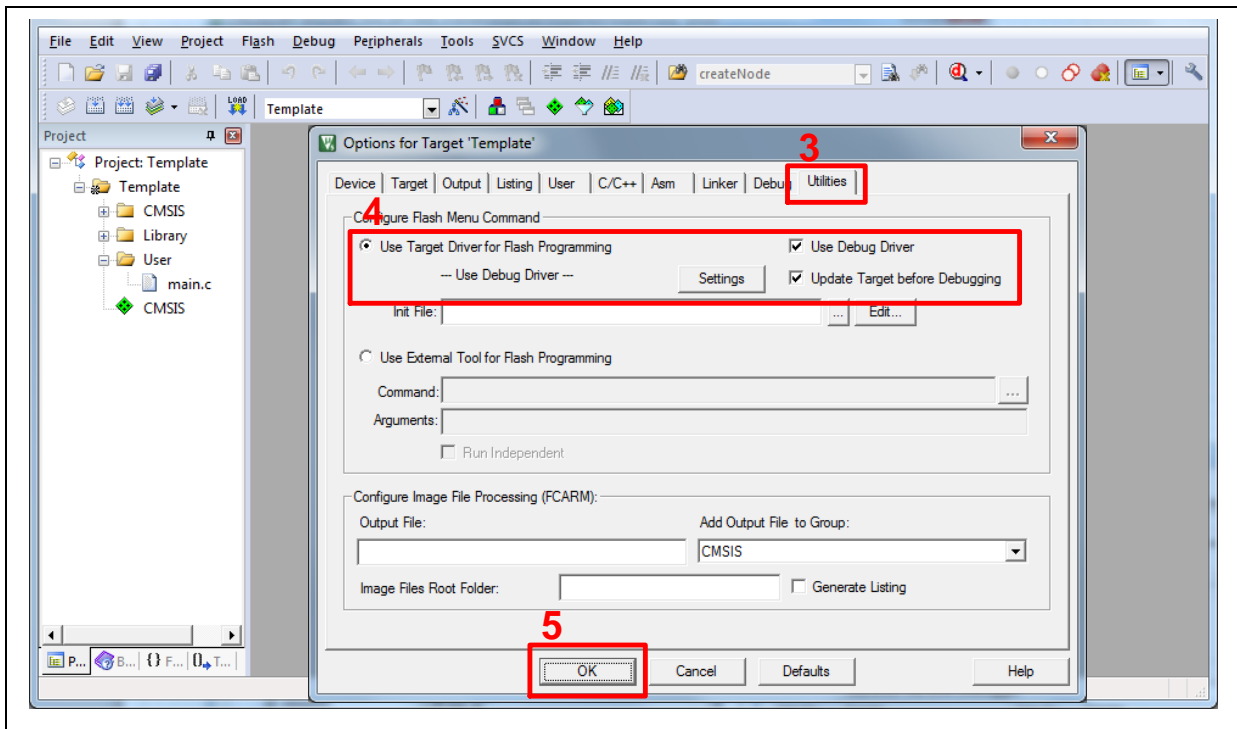 File Edit View Project Flash Debug Peripherals Tools SVCS Window Help
createNode
LOAD Template
Project
Project: Template
Template
CMSIS
Library
User
main.c
CMSIS
P... B... {} F... 0 T...
Options for Target 'Template'
3
Device Target Output Listing User C/C++ Asm Linker Debug Utilities
4
Configure Flash Menu Command
Use Target Driver for Flash Programming Use Debug Driver
--- Use Debug Driver --- Settings Update Target before Debugging
Init File: ... Edit...
Use External Tool for Flash Programming
Command: ...
Arguments:
Run Independent
Configure Image File Processing (FCARM):
Output File: Add Output File to Group:
CMSIS
Image Files Root Folder: Generate Listing
5
OK Cancel Defaults Help